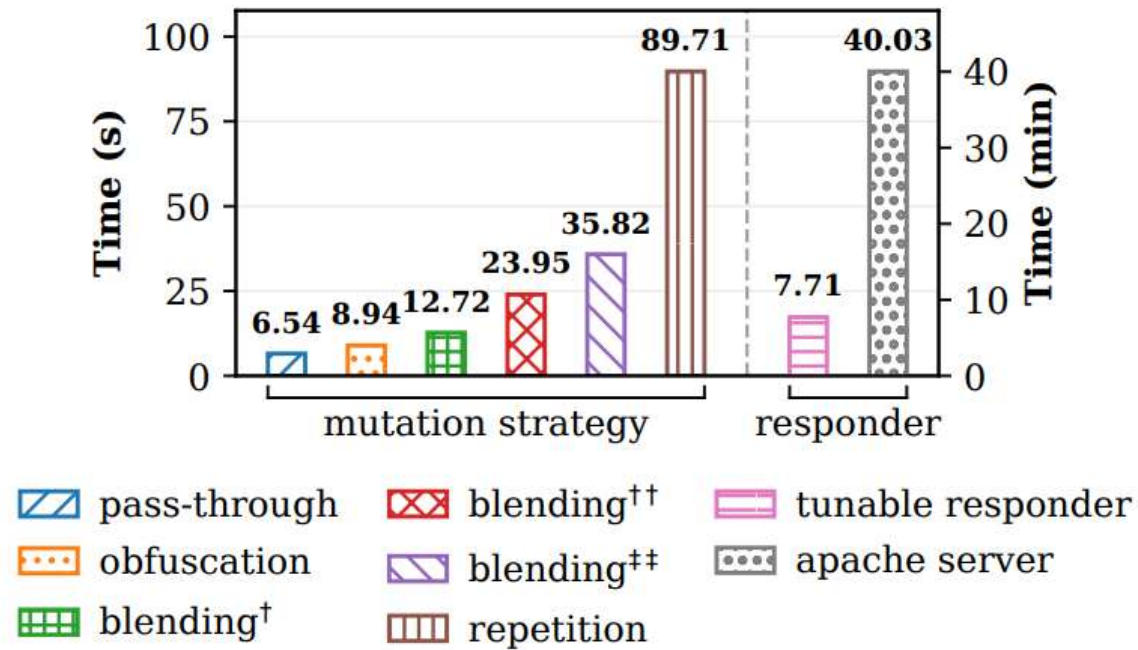 100
75
50
25
0
Time (s)
6.54
8.94
12.72
23.95
35.82
89.71
7.71
40.03
40
30
20
10
0
Time (min)
mutation strategy
responder
pass-through
obfuscation
blending†
blending††
blending‡‡
repetition
tunable responder
apache server